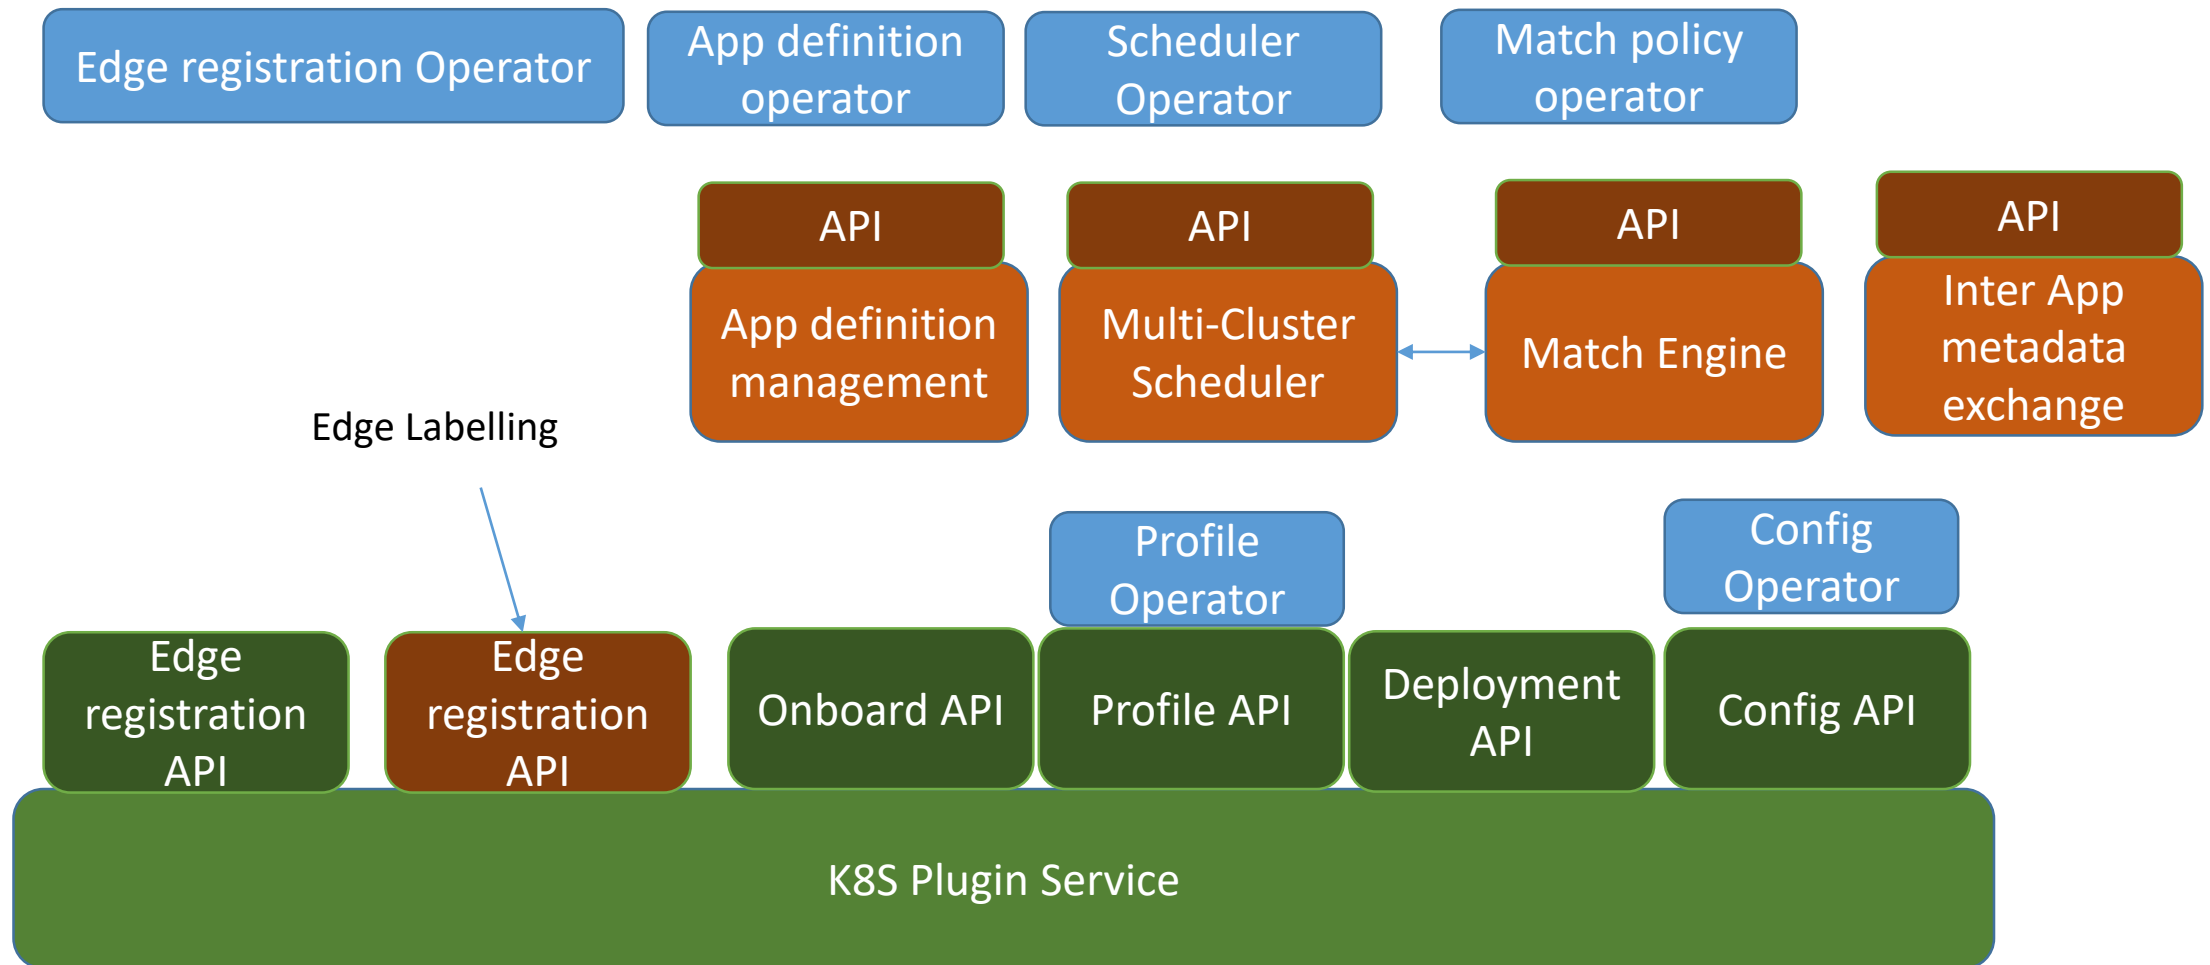 Edge registration Operator
App definition
operator
Scheduler
Operator
Match policy
operator
API
API
API
API
App definition
management
Multi-Cluster
Scheduler
Match Engine
Inter App
metadata
exchange
Edge Labelling
Profile
Operator
Config
Operator
Edge
registration
API
Edge
registration
API
Onboard API
Profile API
Deployment
API
Config API
K8S Plugin Service